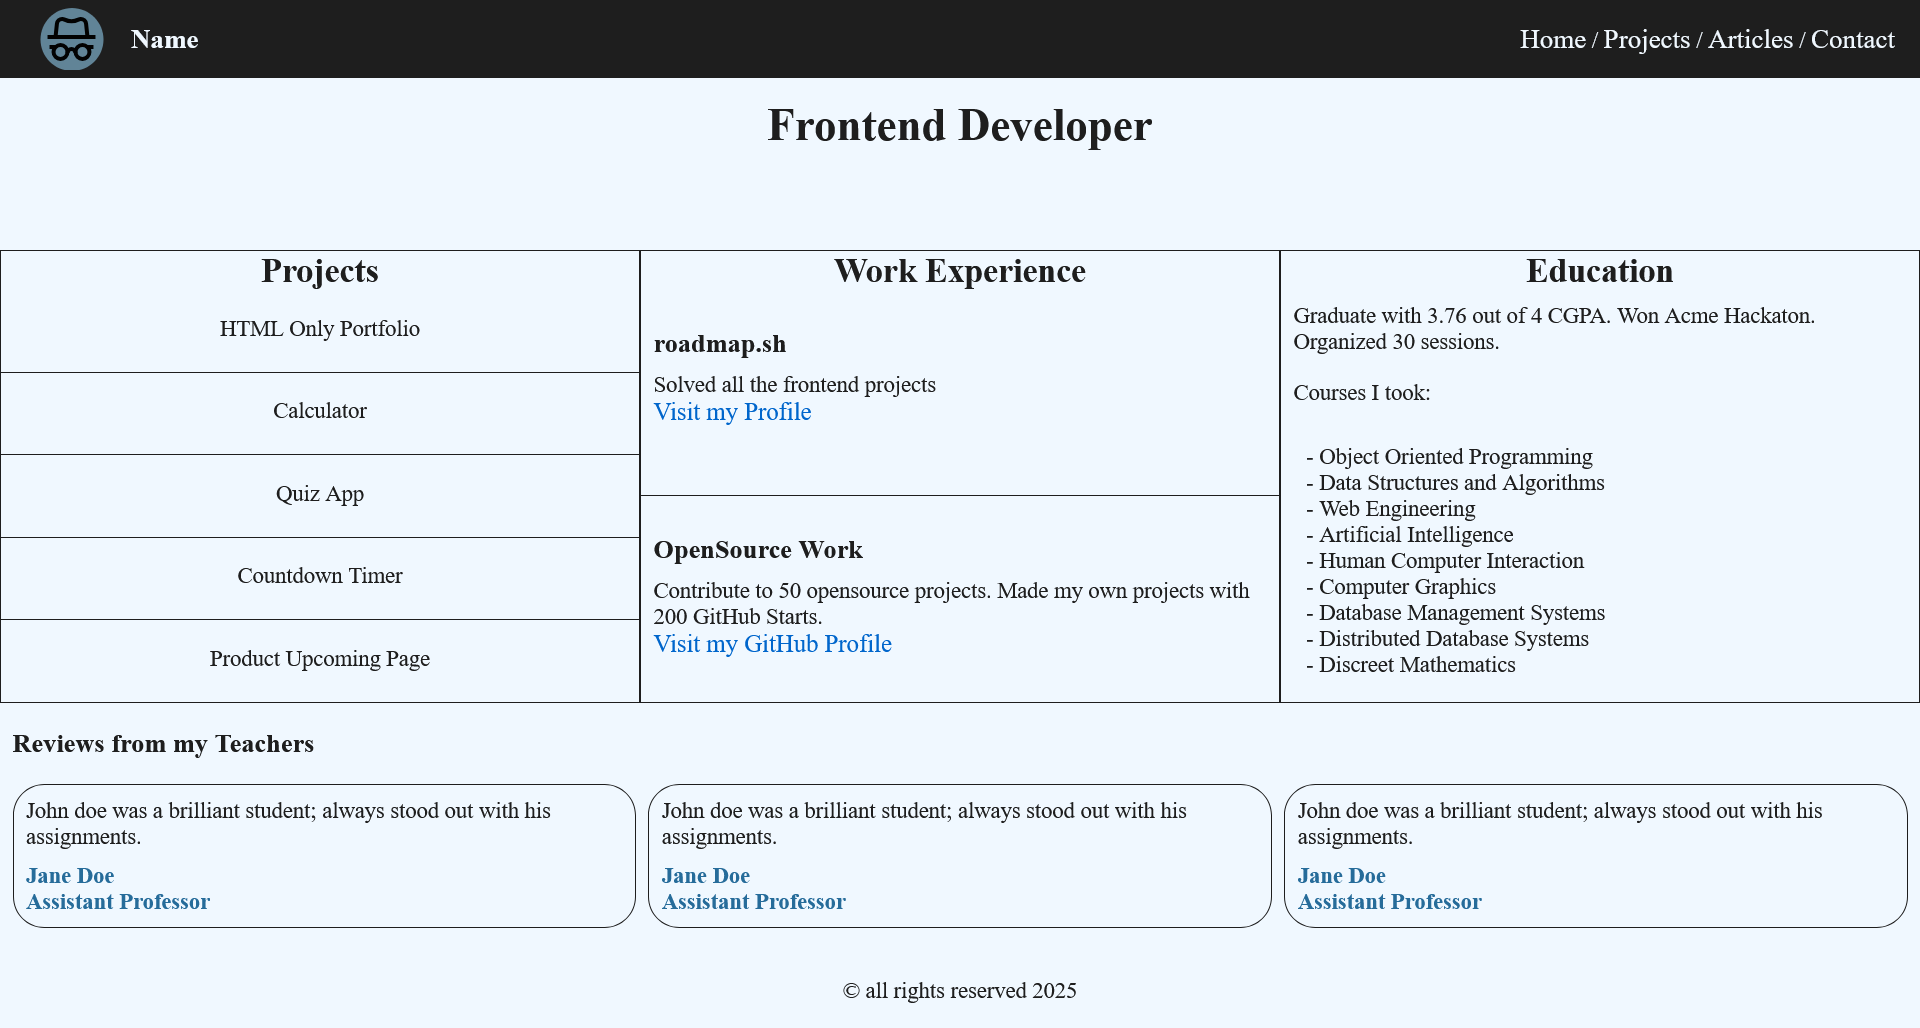 Name
Home / Projects / Articles / Contact
Frontend Developer
Projects
HTML Only Portfolio
Calculator
Quiz App
Countdown Timer
Product Upcoming Page
Work Experience
roadmap.sh
Solved all the frontend projects
Visit my Profile
OpenSource Work
Contribute to 50 opensource projects. Made my own projects with
200 GitHub Starts.
Visit my GitHub Profile
Education
Graduate with 3.76 out of 4 CGPA. Won Acme Hackaton.
Organized 30 sessions.
Courses I took:
- Object Oriented Programming
- Data Structures and Algorithms
- Web Engineering
- Artificial Intelligence
- Human Computer Interaction
- Computer Graphics
- Database Management Systems
- Distributed Database Systems
- Discreet Mathematics
Reviews from my Teachers
John doe was a brilliant student; always stood out with his
assignments.
Jane Doe
Assistant Professor
John doe was a brilliant student; always stood out with his
assignments.
Jane Doe
Assistant Professor
John doe was a brilliant student; always stood out with his
assignments.
Jane Doe
Assistant Professor
© all rights reserved 2025